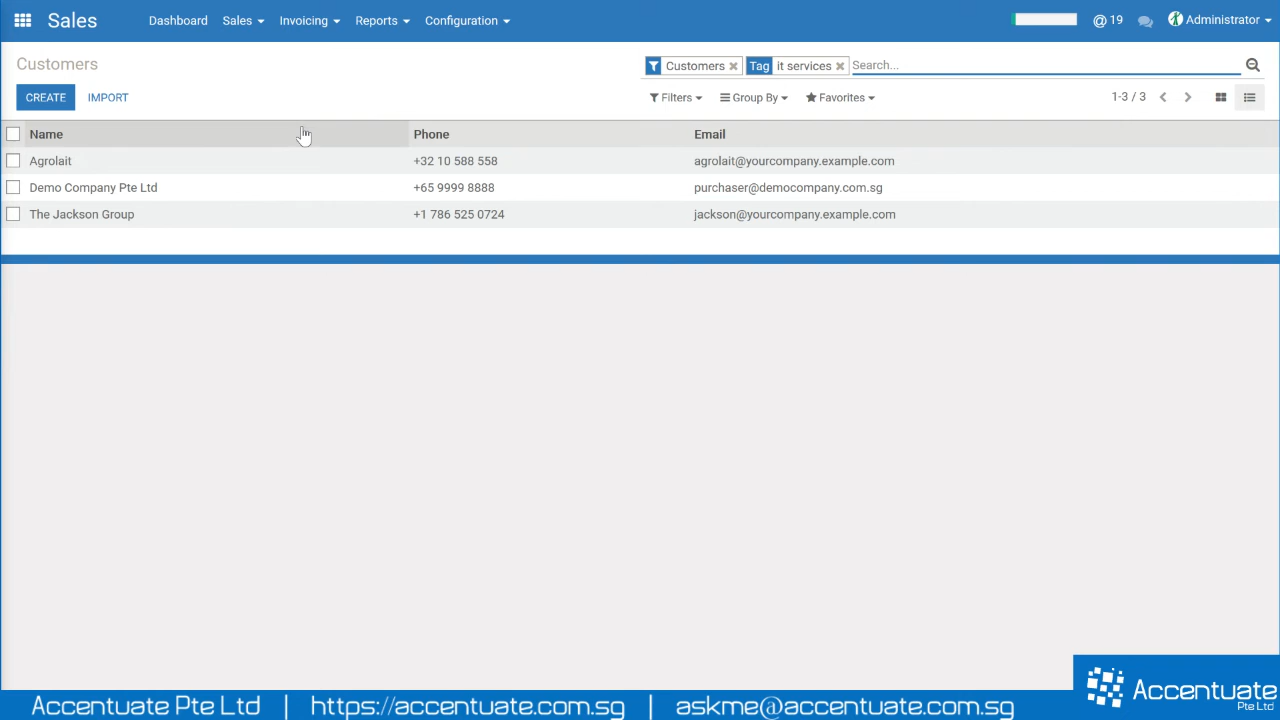 Sales Dashboard Sales Invoicing Reports Configuration @ 19 Administrator
Customers
Customers Tag it services Search...
CREATE IMPORT
Filters Group By Favorites 1-3 / 3
Name Phone Email
Agrolait +32 10 588 558 agrolait@yourcompany.example.com
Demo Company Pte Ltd +65 9999 8888 purchaser@democompany.com.sg
The Jackson Group +1 786 525 0724 jackson@yourcompany.example.com
Accentuate Pte Ltd | https://accentuate.com.sg | askme@accentuate.com.sg
Accentuate
Pte Ltd